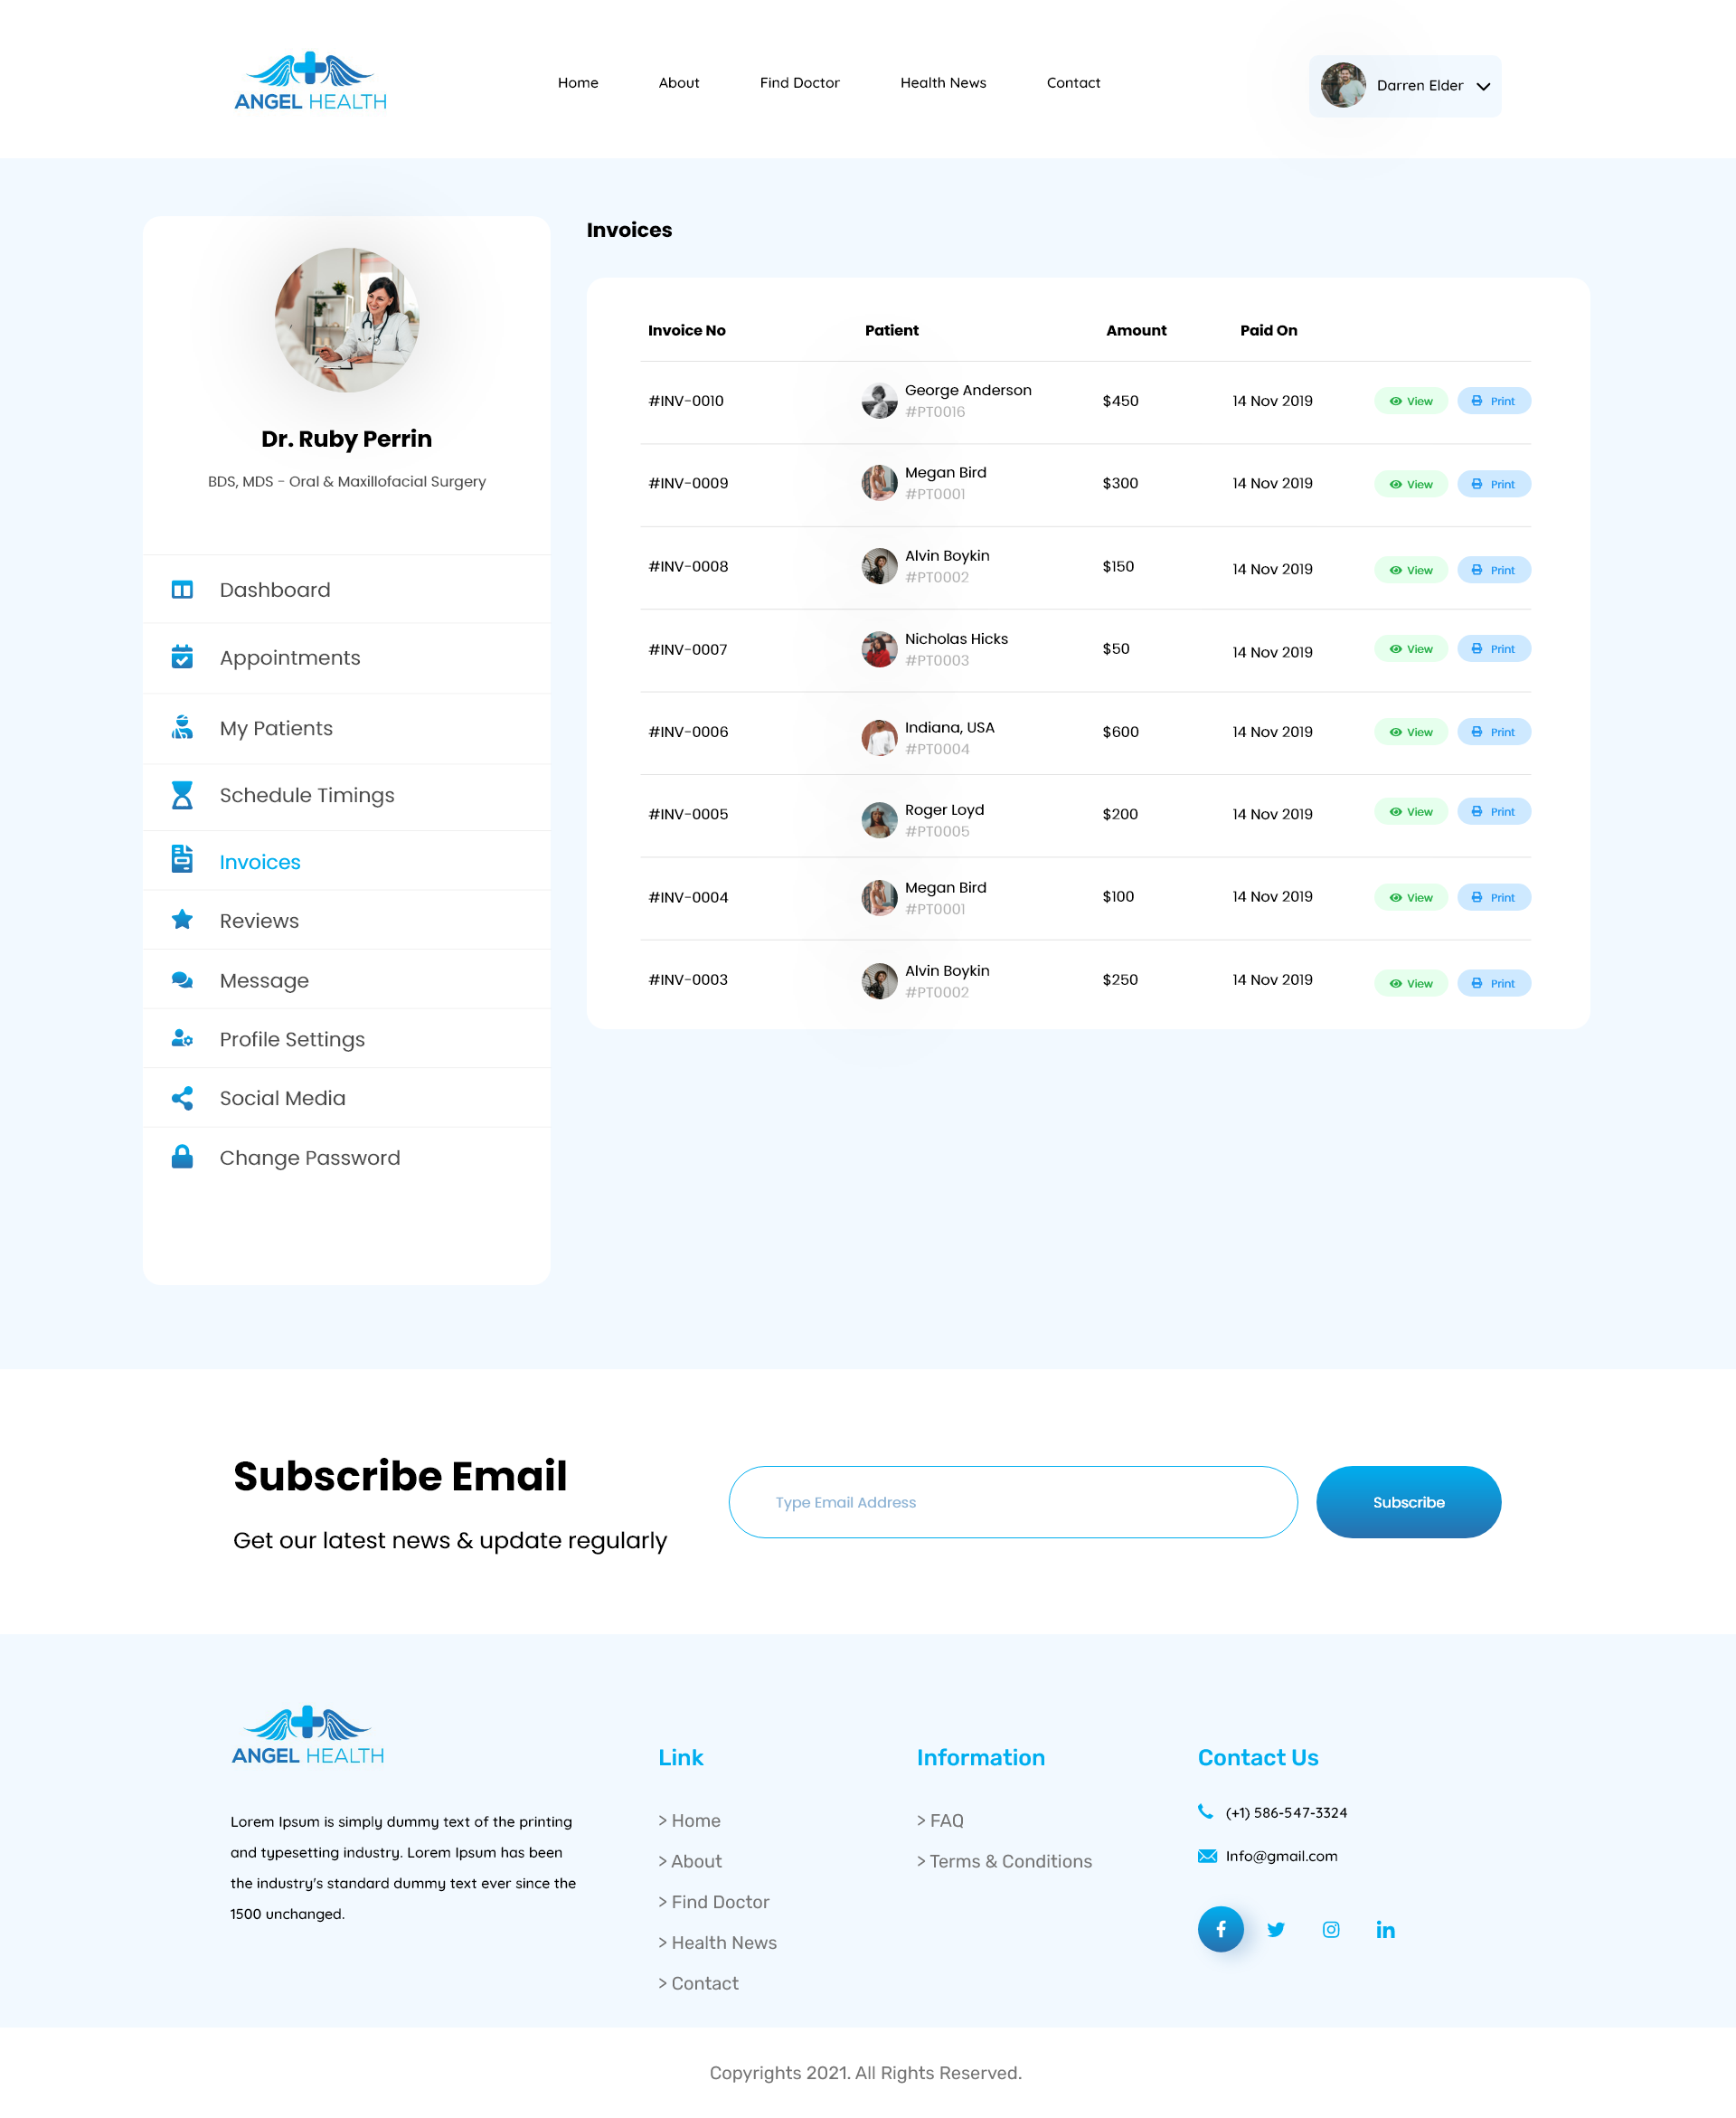 ANGEL HEALTH
Home About Find Doctor Health News Contact
Darren Elder
Dr. Ruby Perrin
BDS, MDS - Oral & Maxillofacial Surgery
Dashboard
Appointments
My Patients
Schedule Timings
Invoices
Reviews
Message
Profile Settings
Social Media
Change Password
Invoices
Invoice No Patient Amount Paid On
#INV-0010 George Anderson #PT0016 $450 14 Nov 2019 View Print
#INV-0009 Megan Bird #PT0001 $300 14 Nov 2019 View Print
#INV-0008 Alvin Boykin #PT0002 $150 14 Nov 2019 View Print
#INV-0007 Nicholas Hicks #PT0003 $50 14 Nov 2019 View Print
#INV-0006 Indiana, USA #PT0004 $600 14 Nov 2019 View Print
#INV-0005 Roger Loyd #PT0005 $200 14 Nov 2019 View Print
#INV-0004 Megan Bird #PT0001 $100 14 Nov 2019 View Print
#INV-0003 Alvin Boykin #PT0002 $250 14 Nov 2019 View Print
Subscribe Email
Get our latest news & update regularly
Type Email Address
Subscribe
ANGEL HEALTH
Lorem Ipsum is simply dummy text of the printing
and typesetting industry. Lorem Ipsum has been
the industry's standard dummy text ever since the
1500 unchanged.
Link
> Home
> About
> Find Doctor
> Health News
> Contact
Information
> FAQ
> Terms & Conditions
Contact Us
(+1) 586-547-3324
Info@gmail.com
Copyrights 2021. All Rights Reserved.